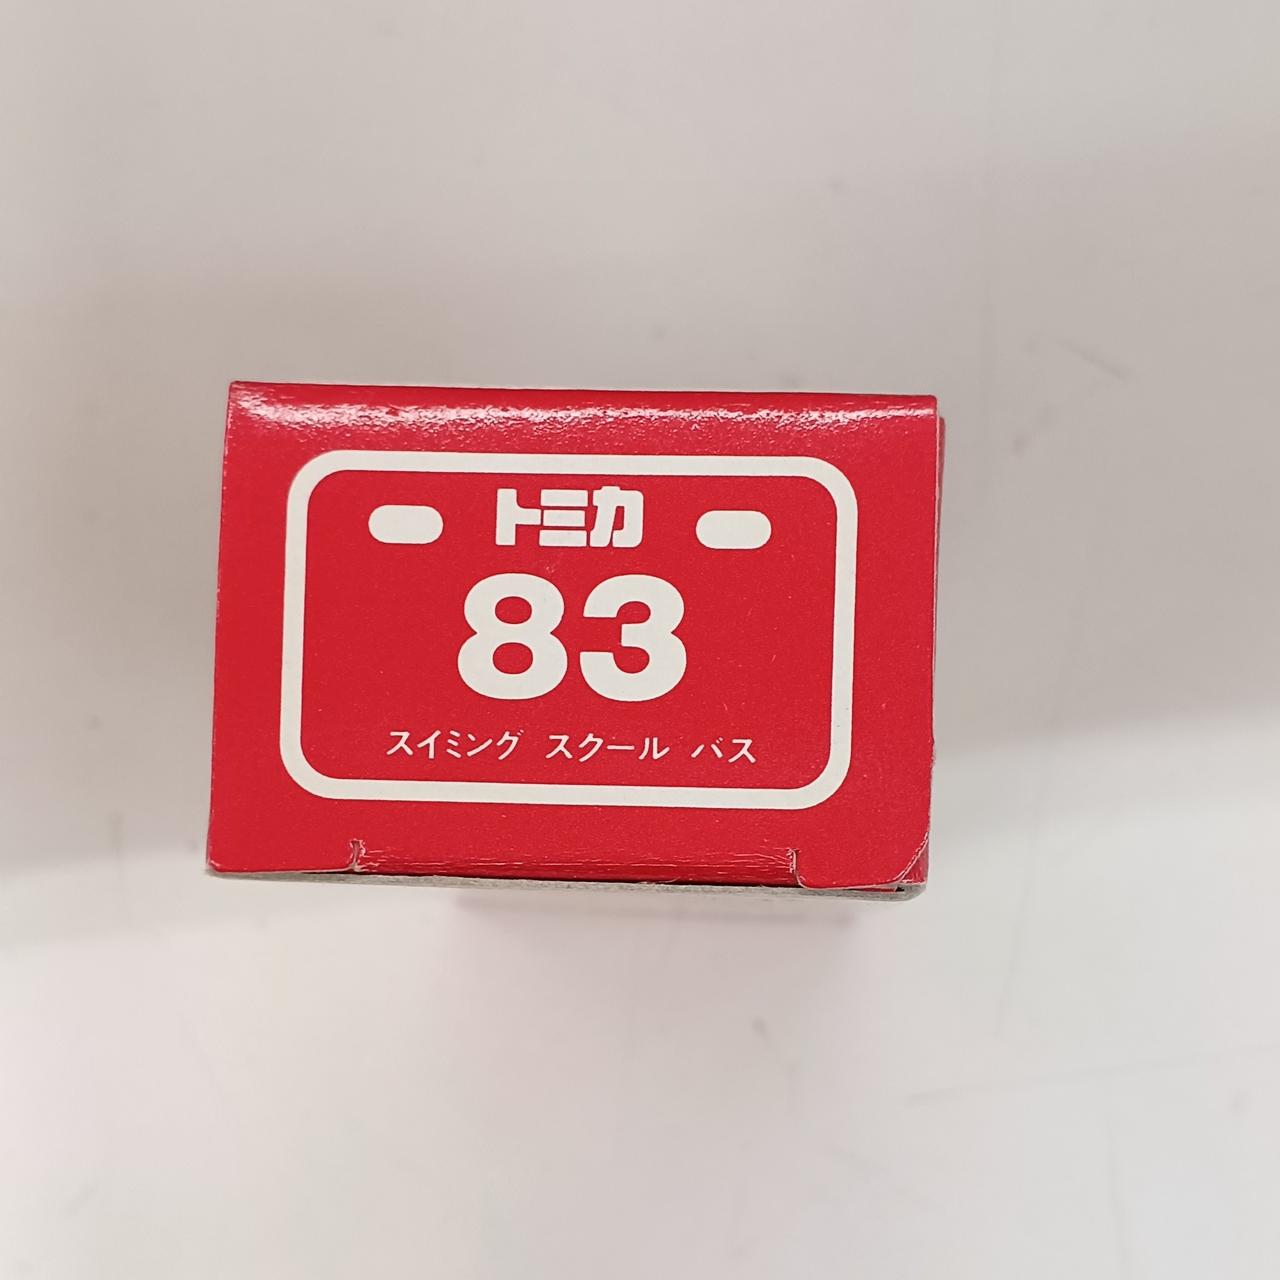 トミカ
83
スイミング スクール バス